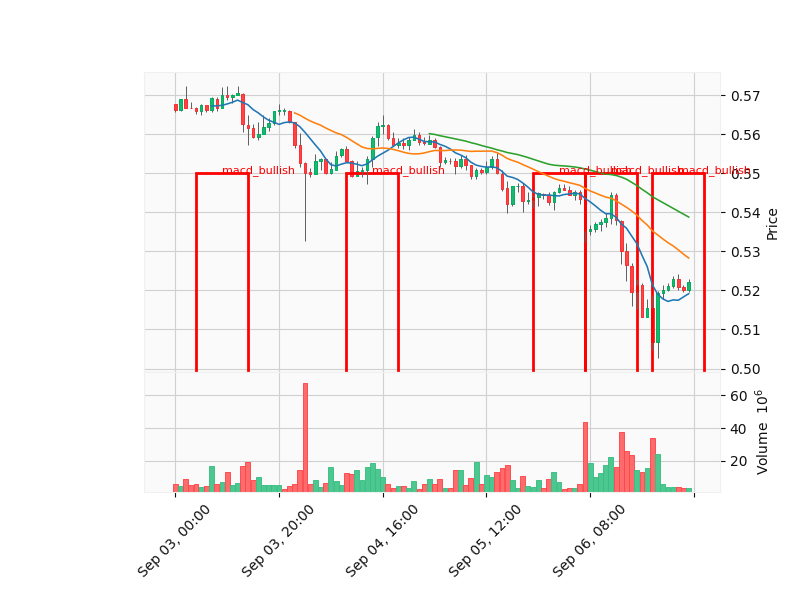 0.57
0.56
0.55
0.54
0.53
0.52
0.51
0.50
Price
macd_bullish
macd_bullish
macd_bullish
macd_bullish
macd_bullish
60
40
20
Volume 10^6
Sep 03, 00:00
Sep 03, 20:00
Sep 04, 16:00
Sep 05, 12:00
Sep 06, 08:00